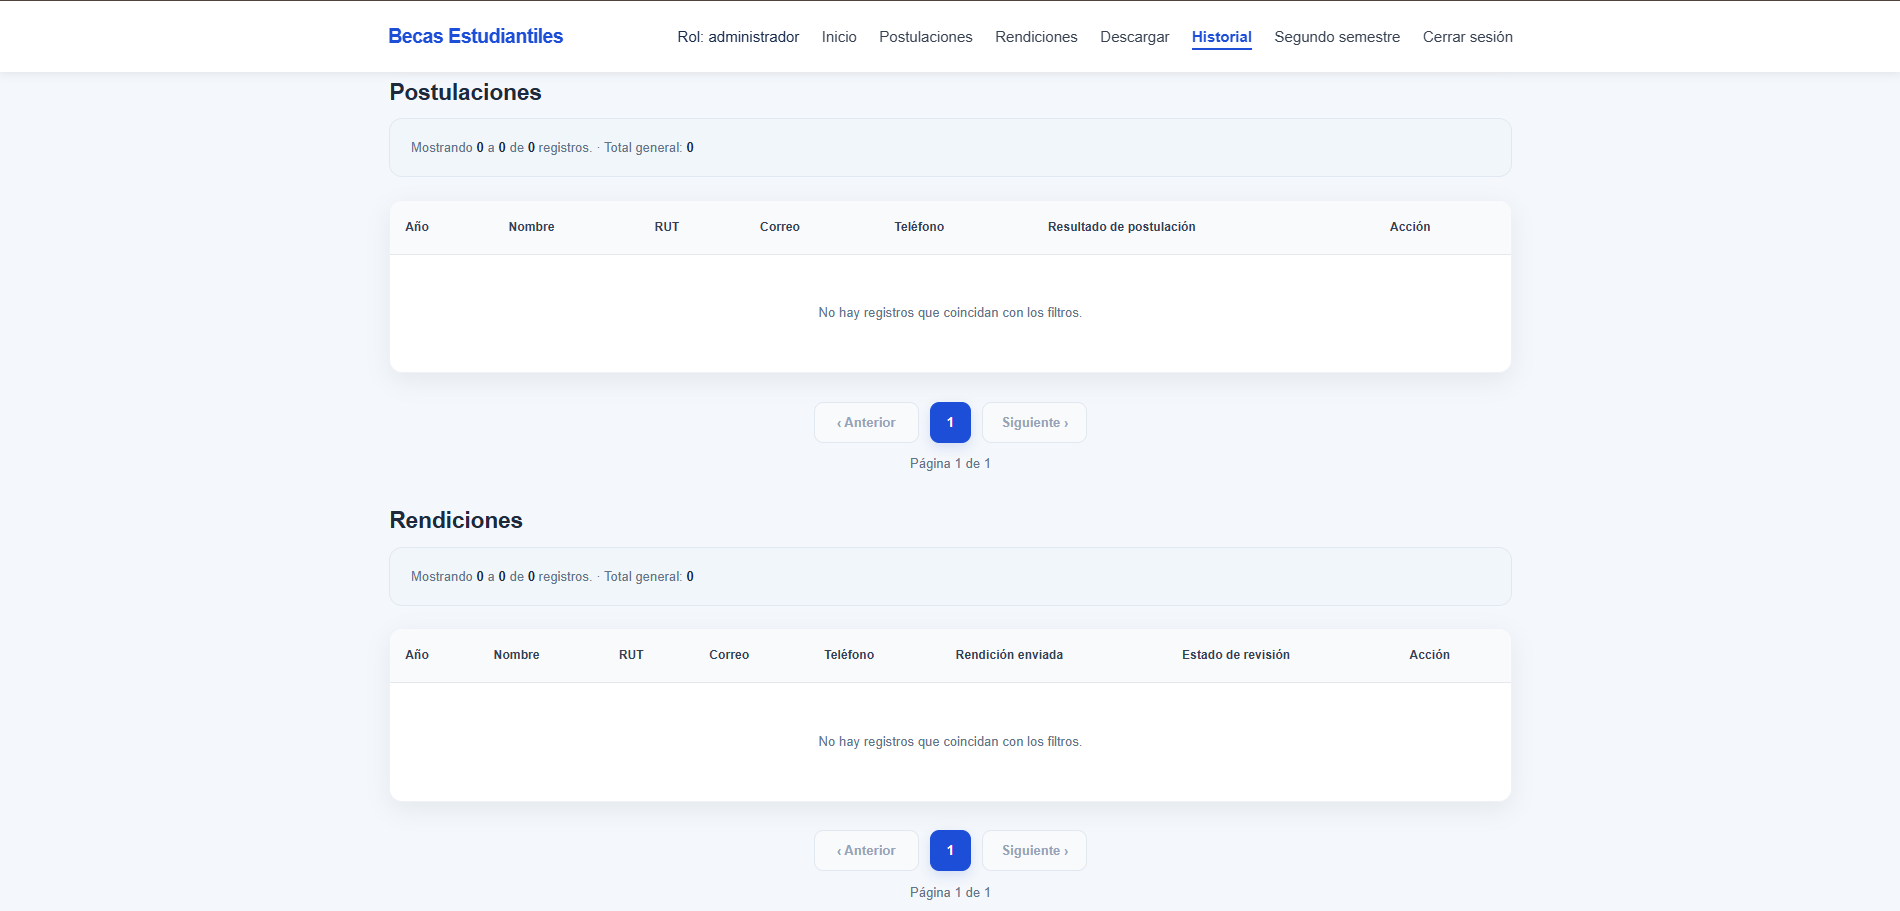 Becas Estudiantiles
Rol: administrador Inicio Postulaciones Rendiciones Descargar Historial Segundo semestre Cerrar sesión
Postulaciones
Mostrando 0 a 0 de 0 registros. · Total general: 0
Año Nombre RUT Correo Teléfono Resultado de postulación Acción
No hay registros que coincidan con los filtros.
‹ Anterior 1 Siguiente ›
Página 1 de 1
Rendiciones
Mostrando 0 a 0 de 0 registros. · Total general: 0
Año Nombre RUT Correo Teléfono Rendición enviada Estado de revisión Acción
No hay registros que coincidan con los filtros.
‹ Anterior 1 Siguiente ›
Página 1 de 1